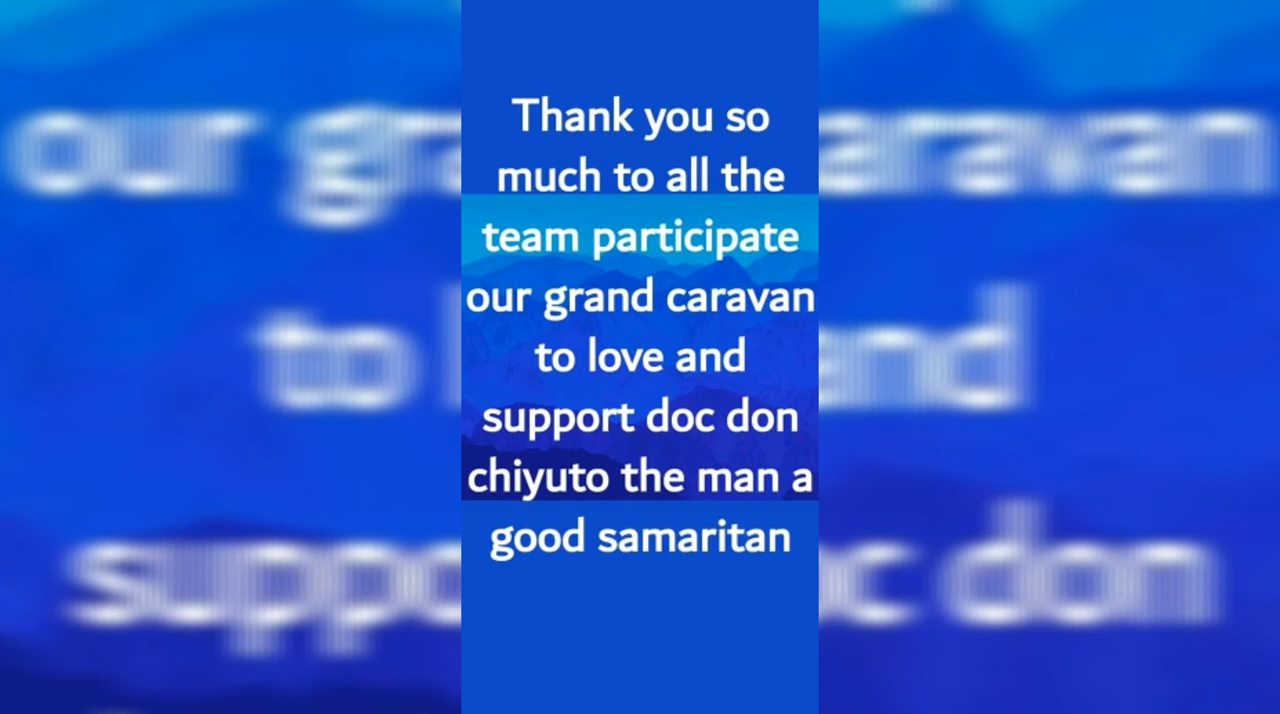 Thank you so
much to all the
team participate
our grand caravan
to love and
support doc don
chiyuto the man a
good samaritan